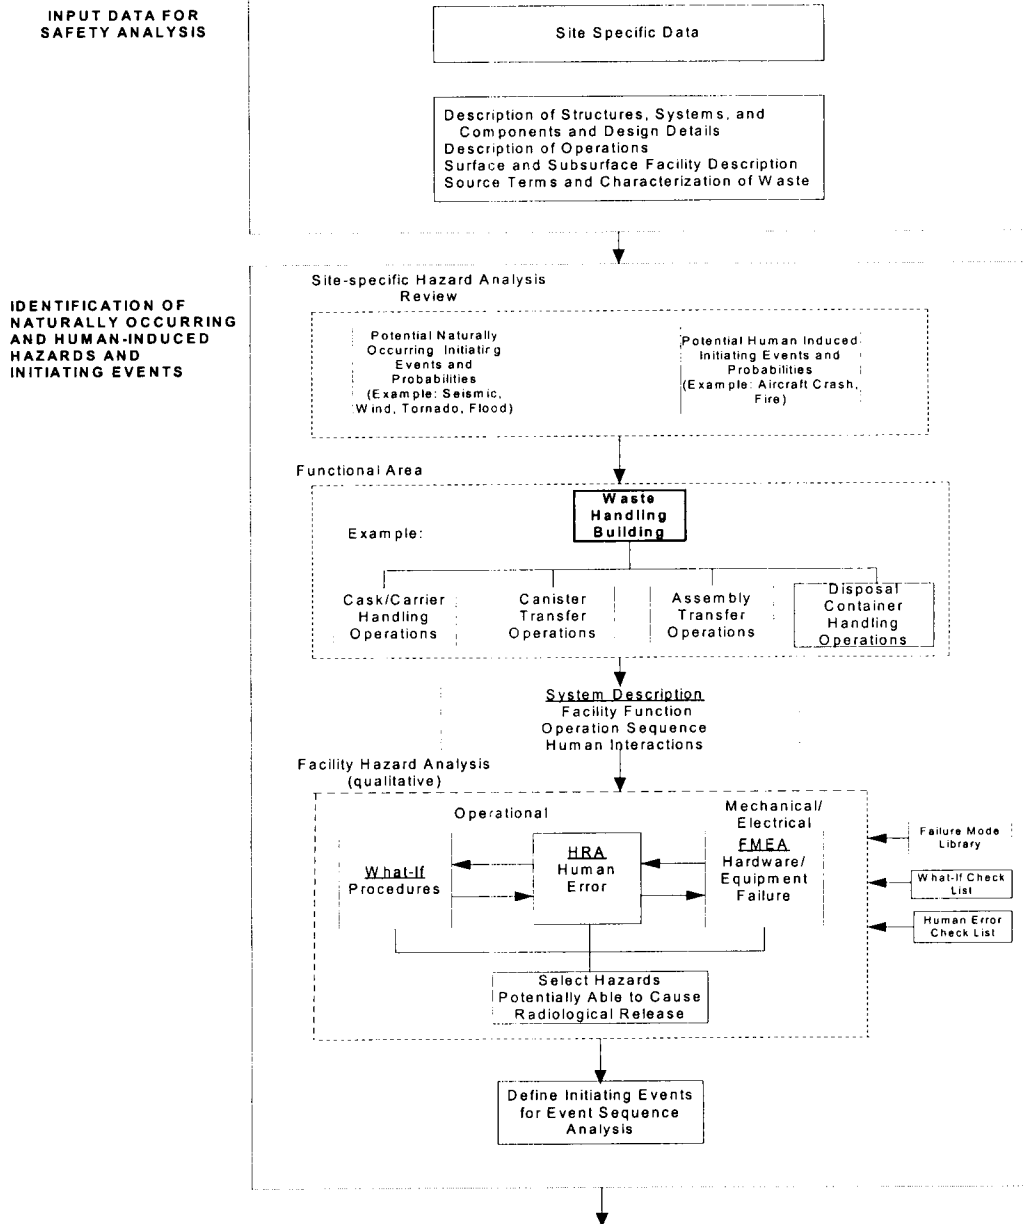 INPUT DATA FOR
SAFETY ANALYSIS
Site Specific Data
Description of Structures, Systems, and
Components and Design Details
Description of Operations
Surface and Subsurface Facility Description
Source Terms and Characterization of Waste
IDENTIFICATION OF
NATURALLY OCCURRING
AND HUMAN-INDUCED
HAZARDS AND
INITIATING EVENTS
Site-specific Hazard Analysis
Review
Potential Naturally
Occurring Initiating
Events and
Probabilities
(Example: Seismic,
Wind, Tornado, Flood)
Potential Human Induced
Initiating Events and
Probabilities
(Example: Aircraft Crash,
Fire)
Functional Area
Example:
Waste
Handling
Building
Cask/Carrier
Handling
Operations
Canister
Transfer
Operations
Assembly
Transfer
Operations
Disposal
Container
Handling
Operations
System Description
Facility Function
Operation Sequence
Human Interactions
Facility Hazard Analysis
(qualitative)
Operational
Mechanical/
Electrical
What-If
Procedures
HRA
Human
Error
FMEA
Hardware/
Equipment
Failure
Failure Mode
Library
What-If Check
List
Human Error
Check List
Select Hazards
Potentially Able to Cause
Radiological Release
Define Initiating Events
for Event Sequence
Analysis